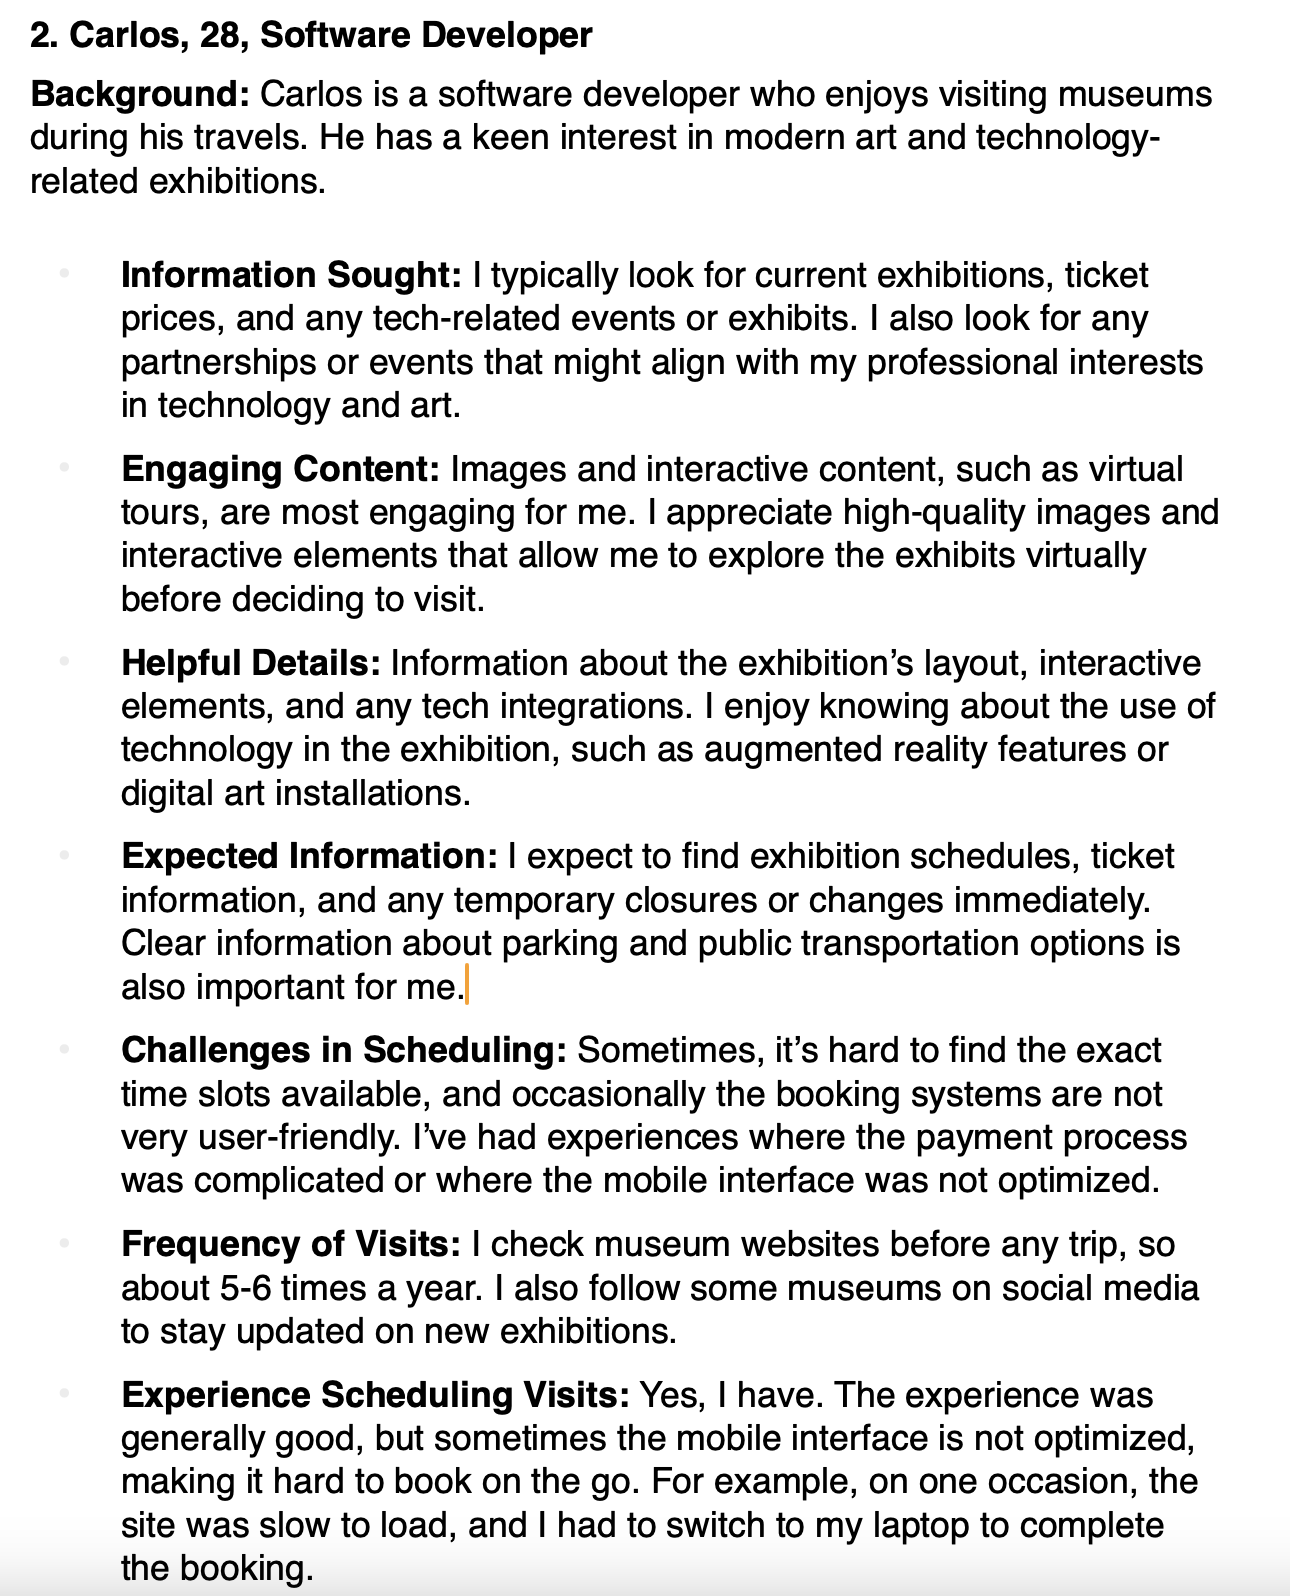 2. Carlos, 28, Software Developer
Background: Carlos is a software developer who enjoys visiting museums
during his travels. He has a keen interest in modern art and technology-
related exhibitions.
• Information Sought: I typically look for current exhibitions, ticket
prices, and any tech-related events or exhibits. I also look for any
partnerships or events that might align with my professional interests
in technology and art.
• Engaging Content: Images and interactive content, such as virtual
tours, are most engaging for me. I appreciate high-quality images and
interactive elements that allow me to explore the exhibits virtually
before deciding to visit.
• Helpful Details: Information about the exhibition’s layout, interactive
elements, and any tech integrations. I enjoy knowing about the use of
technology in the exhibition, such as augmented reality features or
digital art installations.
• Expected Information: I expect to find exhibition schedules, ticket
information, and any temporary closures or changes immediately.
Clear information about parking and public transportation options is
also important for me.
• Challenges in Scheduling: Sometimes, it’s hard to find the exact
time slots available, and occasionally the booking systems are not
very user-friendly. I’ve had experiences where the payment process
was complicated or where the mobile interface was not optimized.
• Frequency of Visits: I check museum websites before any trip, so
about 5-6 times a year. I also follow some museums on social media
to stay updated on new exhibitions.
• Experience Scheduling Visits: Yes, I have. The experience was
generally good, but sometimes the mobile interface is not optimized,
making it hard to book on the go. For example, on one occasion, the
site was slow to load, and I had to switch to my laptop to complete
the booking.